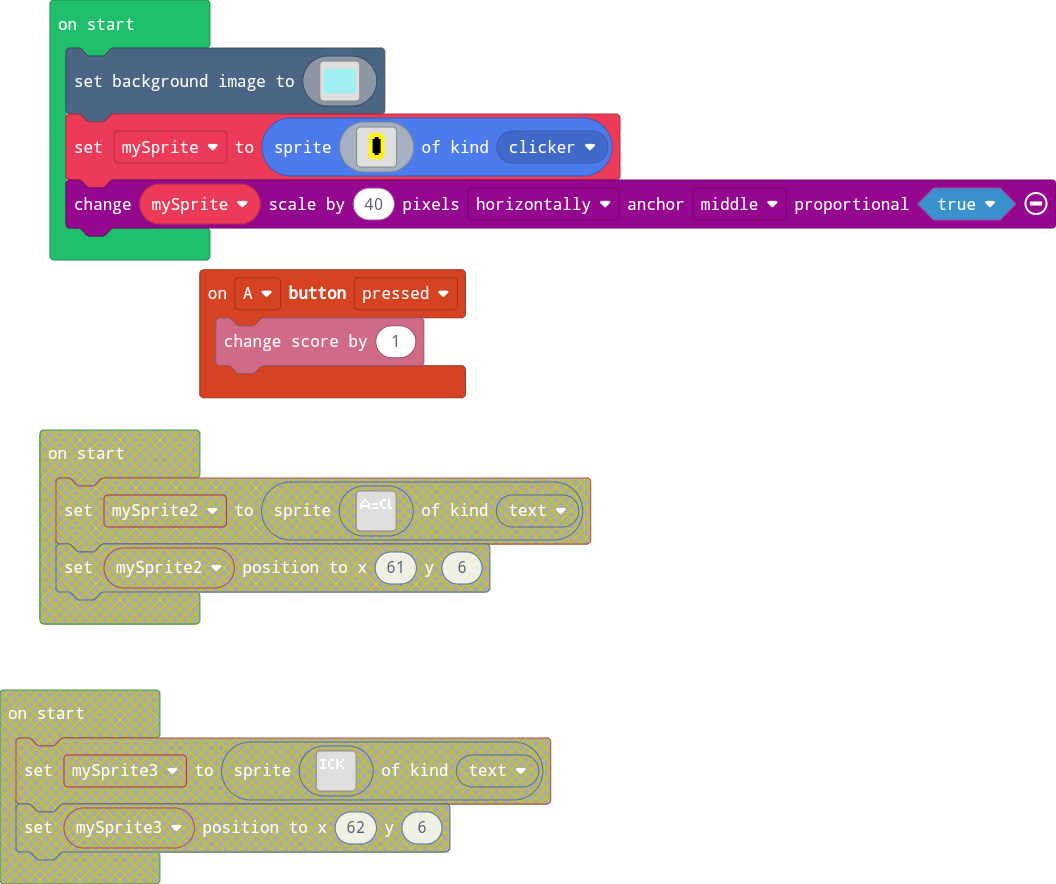 on start
set background image to
set mySprite to sprite of kind clicker
change mySprite scale by 40 pixels horizontally anchor middle proportional true
on A button pressed
change score by 1
on start
set mySprite2 to sprite A=CL of kind text
set mySprite2 position to x 61 y 6
on start
set mySprite3 to sprite ICK of kind text
set mySprite3 position to x 62 y 6